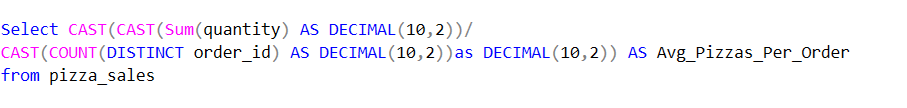 Select CAST(CAST(Sum(quantity) AS DECIMAL(10,2))/
CAST(COUNT(DISTINCT order_id) AS DECIMAL(10,2))as DECIMAL(10,2)) AS Avg_Pizzas_Per_Order
from pizza_sales